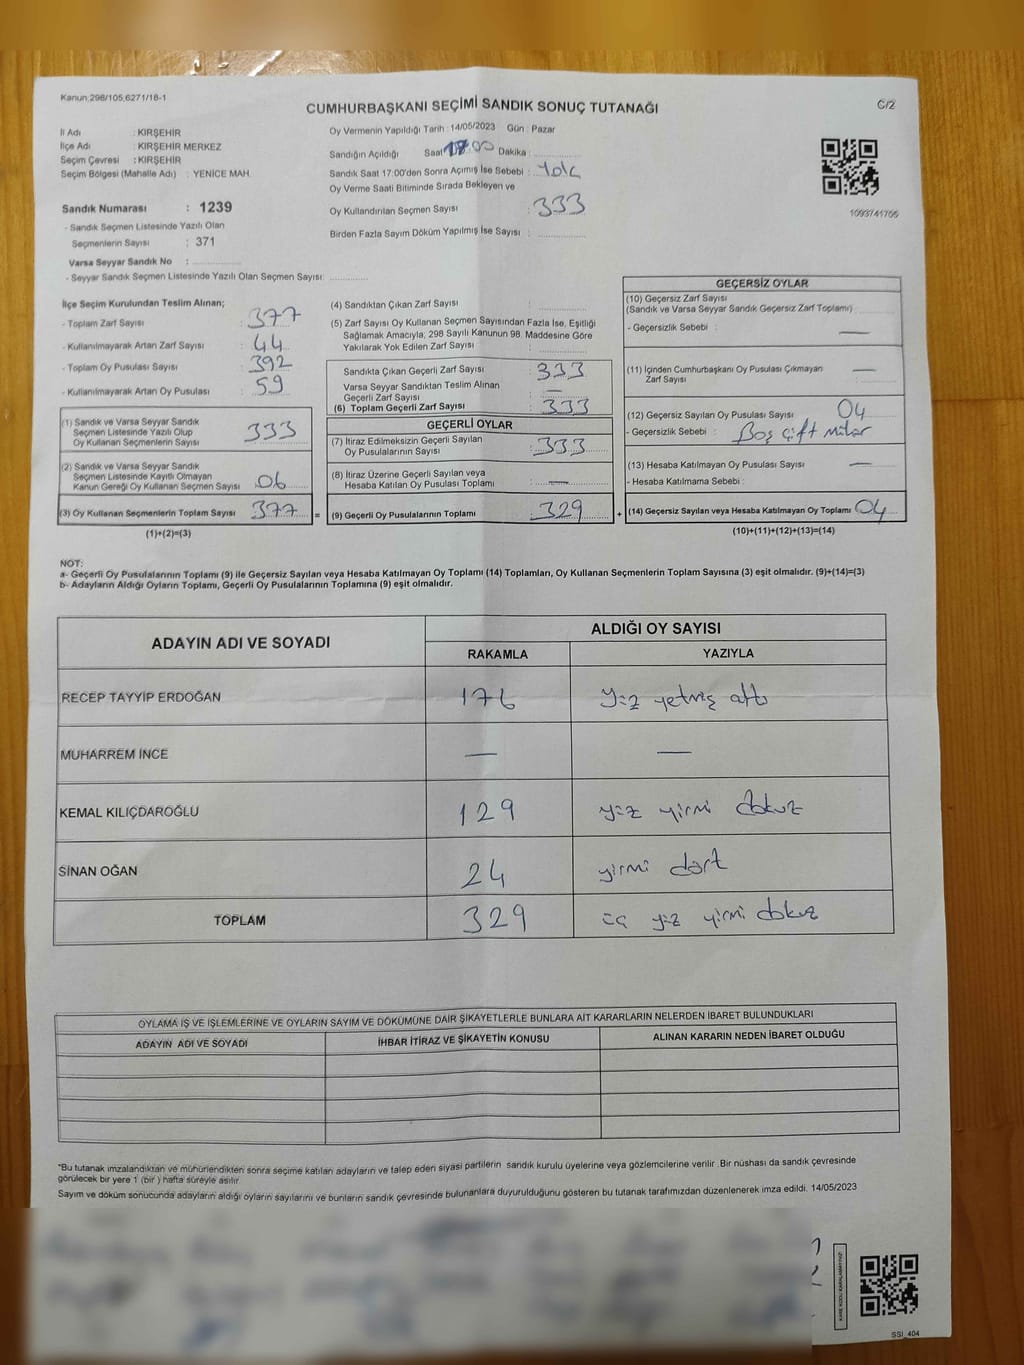 Kanun:298/105,6271/18-1
CUMHURBAŞKANI SEÇİMİ SANDIK SONUÇ TUTANAĞI
C/2
İl Adı : KIRŞEHİR
İlçe Adı : KIRŞEHİR MERKEZ
Seçim Çevresi : KIRŞEHİR
Seçim Bölgesi (Mahalle Adı) : YENİCE MAH.
Sandık Numarası : 1239
- Sandık Seçmen Listesinde Yazılı Olan
Seçmenlerin Sayısı : 371
Varsa Seyyar Sandık No :
- Seyyar Sandık Seçmen Listesinde Yazılı Olan Seçmen Sayısı:
Oy Vermenin Yapıldığı Tarih : 14/05/2023 Gün : Pazar
Sandığın Açıldığı Saat 17.00 Dakika :
Sandık Saat 17:00'den Sonra Açımış İse Sebebi : Yok
Oy Verme Saati Bitiminde Sırada Bekleyen ve
Oy Kullandırılan Seçmen Sayısı : 333
Birden Fazla Sayım Döküm Yapılmış İse Sayısı :
1093741706
İlçe Seçim Kurulundan Teslim Alınan;
- Toplam Zarf Sayısı : 377
- Kullanılmayarak Artan Zarf Sayısı : 44
- Toplam Oy Pusulası Sayısı : 392
- Kullanılmayarak Artan Oy Pusulası : 59
(1) Sandık ve Varsa Seyyar Sandık
Seçmen Listesinde Yazılı Olup
Oy Kullanan Seçmenlerin Sayısı : 333
(2) Sandık ve Varsa Seyyar Sandık
Seçmen Listesinde Kayıtlı Olmayan
Kanun Gereği Oy Kullanan Seçmen Sayısı : 06
(3) Oy Kullanan Seçmenlerin Toplam Sayısı : 377 =
(1)+(2)=(3)
(4) Sandıktan Çıkan Zarf Sayısı :
(5) Zarf Sayısı Oy Kullanan Seçmen Sayısından Fazla İse, Eşitliği
Sağlamak Amacıyla; 298 Sayılı Kanunun 98. Maddesine Göre
Yakılarak Yok Edilen Zarf Sayısı :
Sandıkta Çıkan Geçerli Zarf Sayısı : 333
Varsa Seyyar Sandıktan Teslim Alınan
Geçerli Zarf Sayısı : —
(6) Toplam Geçerli Zarf Sayısı : 333
GEÇERLİ OYLAR
(7) İtiraz Edilmeksizin Geçerli Sayılan
Oy Pusulalarının Sayısı : 333
(8) İtiraz Üzerine Geçerli Sayılan veya
Hesaba Katılan Oy Pusulası Toplamı : —
(9) Geçerli Oy Pusulalarının Toplamı : 329 +
GEÇERSİZ OYLAR
(10) Geçersiz Zarf Sayısı
(Sandık ve Varsa Seyyar Sandık Geçersiz Zarf Toplamı) :
- Geçersizlik Sebebi : —
(11) İçinden Cumhurbaşkanı Oy Pusulası Çıkmayan
Zarf Sayısı : —
(12) Geçersiz Sayılan Oy Pusulası Sayısı : 04
- Geçersizlik Sebebi : Boş çift mühür
(13) Hesaba Katılmayan Oy Pusulası Sayısı : —
- Hesaba Katılmama Sebebi :
(14) Geçersiz Sayılan veya Hesaba Katılmayan Oy Toplamı : 04
(10)+(11)+(12)+(13)=(14)
NOT:
a- Geçerli Oy Pusulalarının Toplamı (9) ile Geçersiz Sayılan veya Hesaba Katılmayan Oy Toplamı (14) Toplamları, Oy Kullanan Seçmenlerin Toplam Sayısına (3) eşit olmalıdır. (9)+(14)=(3)
b- Adayların Aldığı Oyların Toplamı, Geçerli Oy Pusulalarının Toplamına (9) eşit olmalıdır.
ADAYIN ADI VE SOYADI
ALDIĞI OY SAYISI
RAKAMLA YAZIYLA
RECEP TAYYİP ERDOĞAN 176 yüz yetmiş altı
MUHARREM İNCE — —
KEMAL KILIÇDAROĞLU 129 yüz yirmi dokuz
SİNAN OĞAN 24 yirmi dört
TOPLAM 329 üç yüz yirmi dokuz
OYLAMA İŞ VE İŞLEMLERİNE VE OYLARIN SAYIM VE DÖKÜMÜNE DAİR ŞİKAYETLERLE BUNLARA AİT KARARLARIN NELERDEN İBARET BULUNDUKLARI
ADAYIN ADI VE SOYADI İHBAR İTİRAZ VE ŞİKAYETİN KONUSU ALINAN KARARIN NEDEN İBARET OLDUĞU
*Bu tutanak imzalandıktan ve mühürlendikten sonra seçime katılan adayların ve talep eden siyasi partilerin sandık kurulu üyelerine veya gözlemcilerine verilir. Bir nüshası da sandık çevresinde
görülecek bir yere 1 (bir ) hafta süreyle asılır.
Sayım ve döküm sonucunda adayların aldığı oyların sayılarını ve bunların sandık çevresinde bulunanlara duyurulduğunu gösteren bu tutanak tarafımızdan düzenlenerek imza edildi. 14/05/2023
KARE KODU KARALAMAYINIZ!
SSİ_404